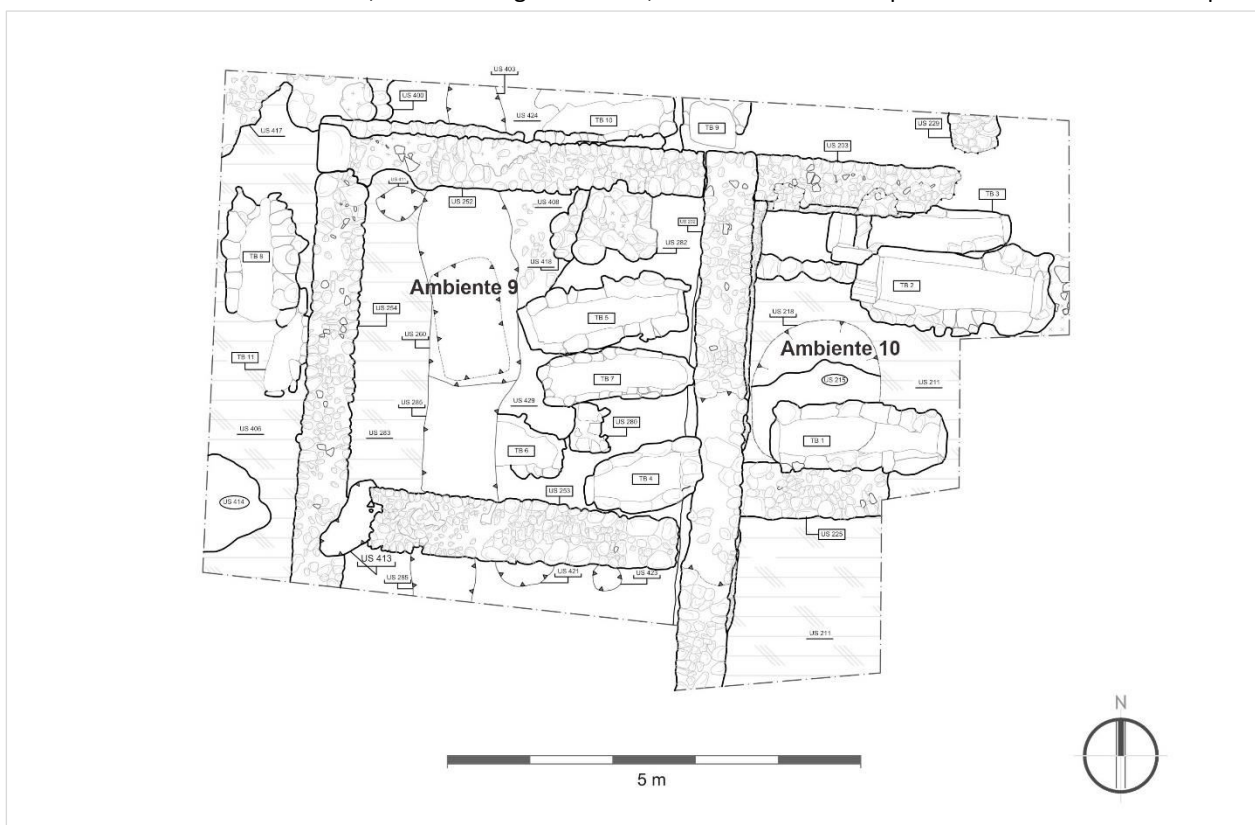 US 403
US 400
US 424
TB 10
TB 9
US 229
US 417
US 233
US 252
US 408
TB 3
US 282
TB 8
US 418
Ambiente 9
TB 2
US 254
TB 5
US 218
US 260
Ambiente 10
TB 11
TB 7
US 215
US 211
US 285
US 429
US 406
US 283
US 280
TB 1
TB 6
TB 4
US 253
US 414
US 225
US 413
US 285
US 421
US 423
US 211
N
5 m